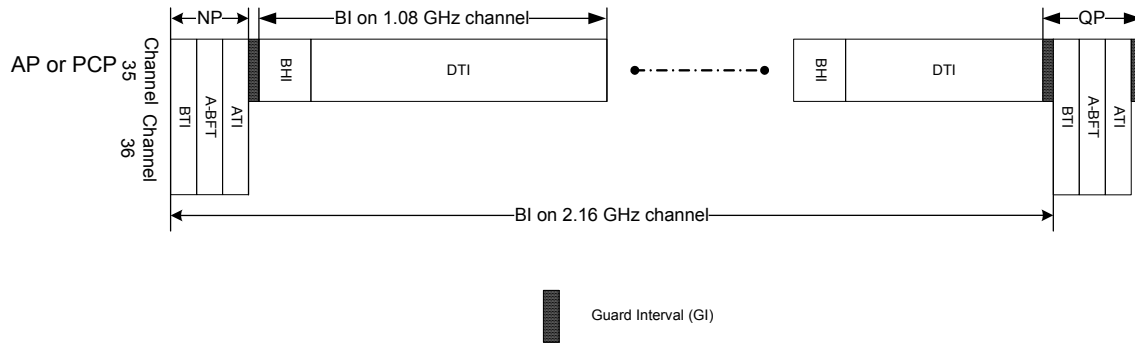 NP
BI on 1.08 GHz channel
QP
AP or PCP
Channel 35
BHI
DTI
BHI
DTI
Channel 36
BTI
A-BFT
ATI
BTI
A-BFT
ATI
BI on 2.16 GHz channel
Guard Interval (GI)